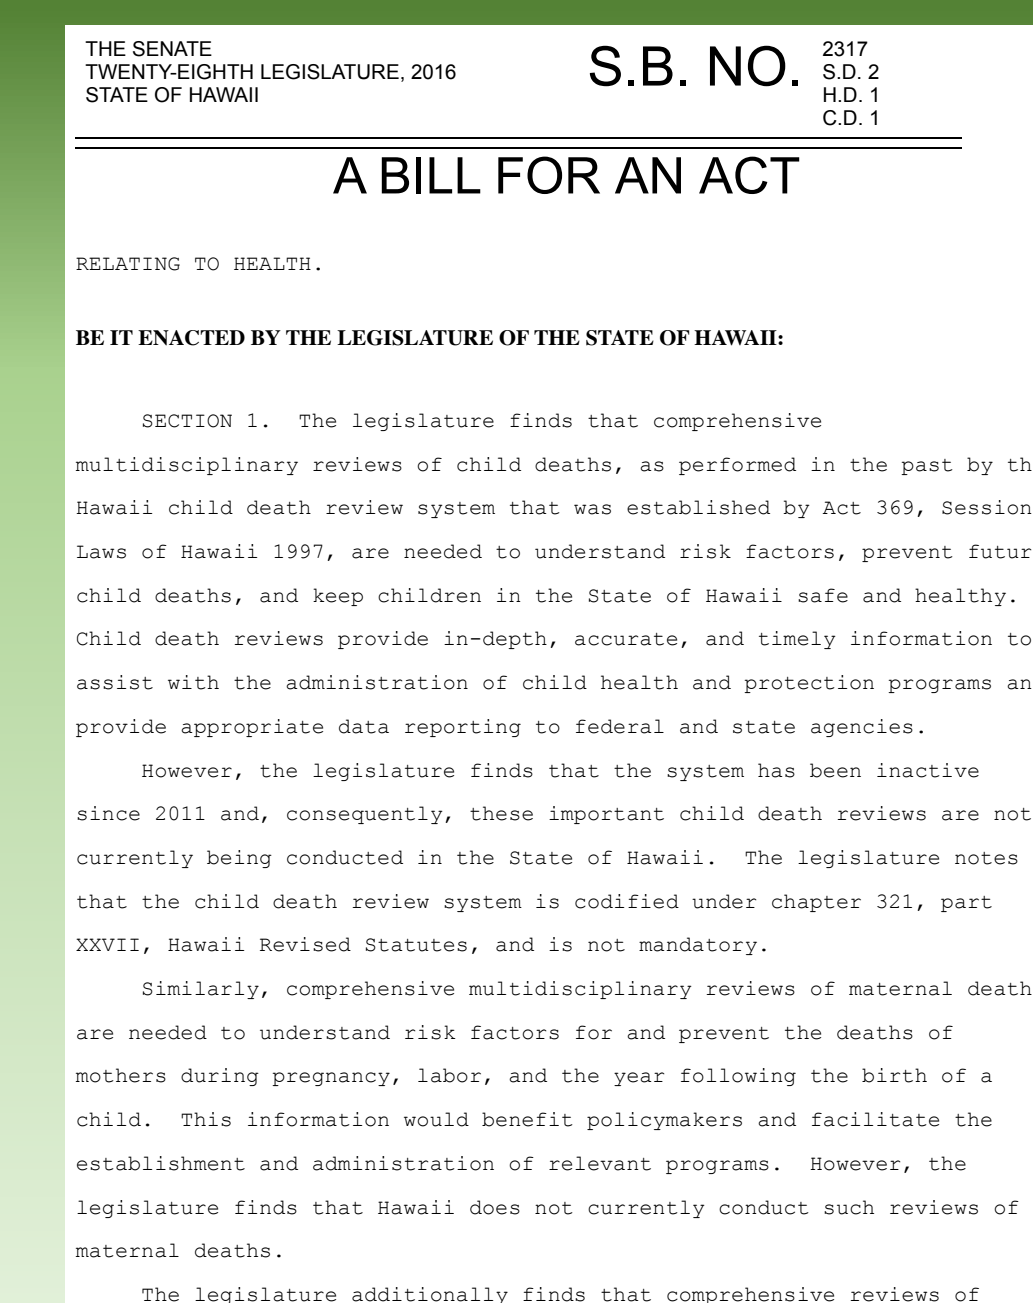 THE SENATE
TWENTY-EIGHTH LEGISLATURE, 2016
STATE OF HAWAII
S.B. NO.
2317
S.D. 2
H.D. 1
C.D. 1
A BILL FOR AN ACT
RELATING TO HEALTH.
BE IT ENACTED BY THE LEGISLATURE OF THE STATE OF HAWAII:
SECTION 1.  The legislature finds that comprehensive
multidisciplinary reviews of child deaths, as performed in the past by th
Hawaii child death review system that was established by Act 369, Session
Laws of Hawaii 1997, are needed to understand risk factors, prevent futur
child deaths, and keep children in the State of Hawaii safe and healthy.
Child death reviews provide in-depth, accurate, and timely information to
assist with the administration of child health and protection programs an
provide appropriate data reporting to federal and state agencies.
However, the legislature finds that the system has been inactive
since 2011 and, consequently, these important child death reviews are not
currently being conducted in the State of Hawaii.  The legislature notes
that the child death review system is codified under chapter 321, part
XXVII, Hawaii Revised Statutes, and is not mandatory.
Similarly, comprehensive multidisciplinary reviews of maternal death
are needed to understand risk factors for and prevent the deaths of
mothers during pregnancy, labor, and the year following the birth of a
child.  This information would benefit policymakers and facilitate the
establishment and administration of relevant programs.  However, the
legislature finds that Hawaii does not currently conduct such reviews of
maternal deaths.
The legislature additionally finds that comprehensive reviews of